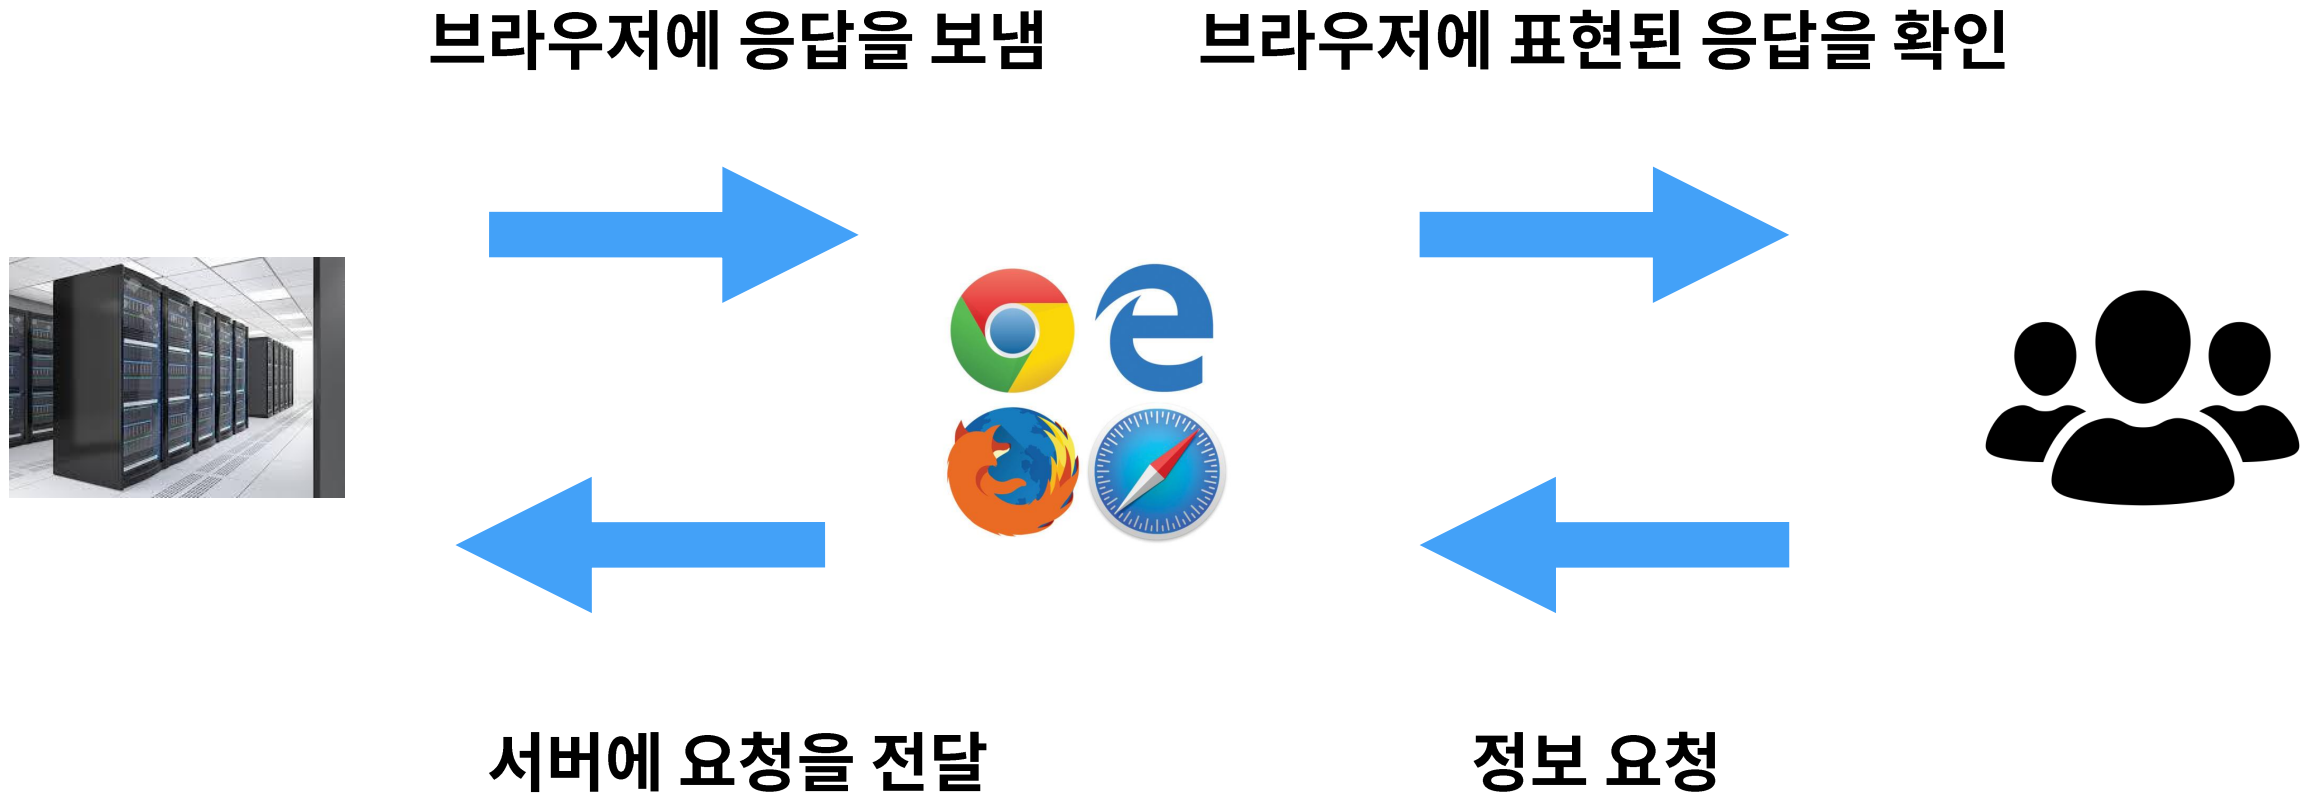 브라우저에 응답을 보냄
브라우저에 표현된 응답을 확인
서버에 요청을 전달
정보 요청